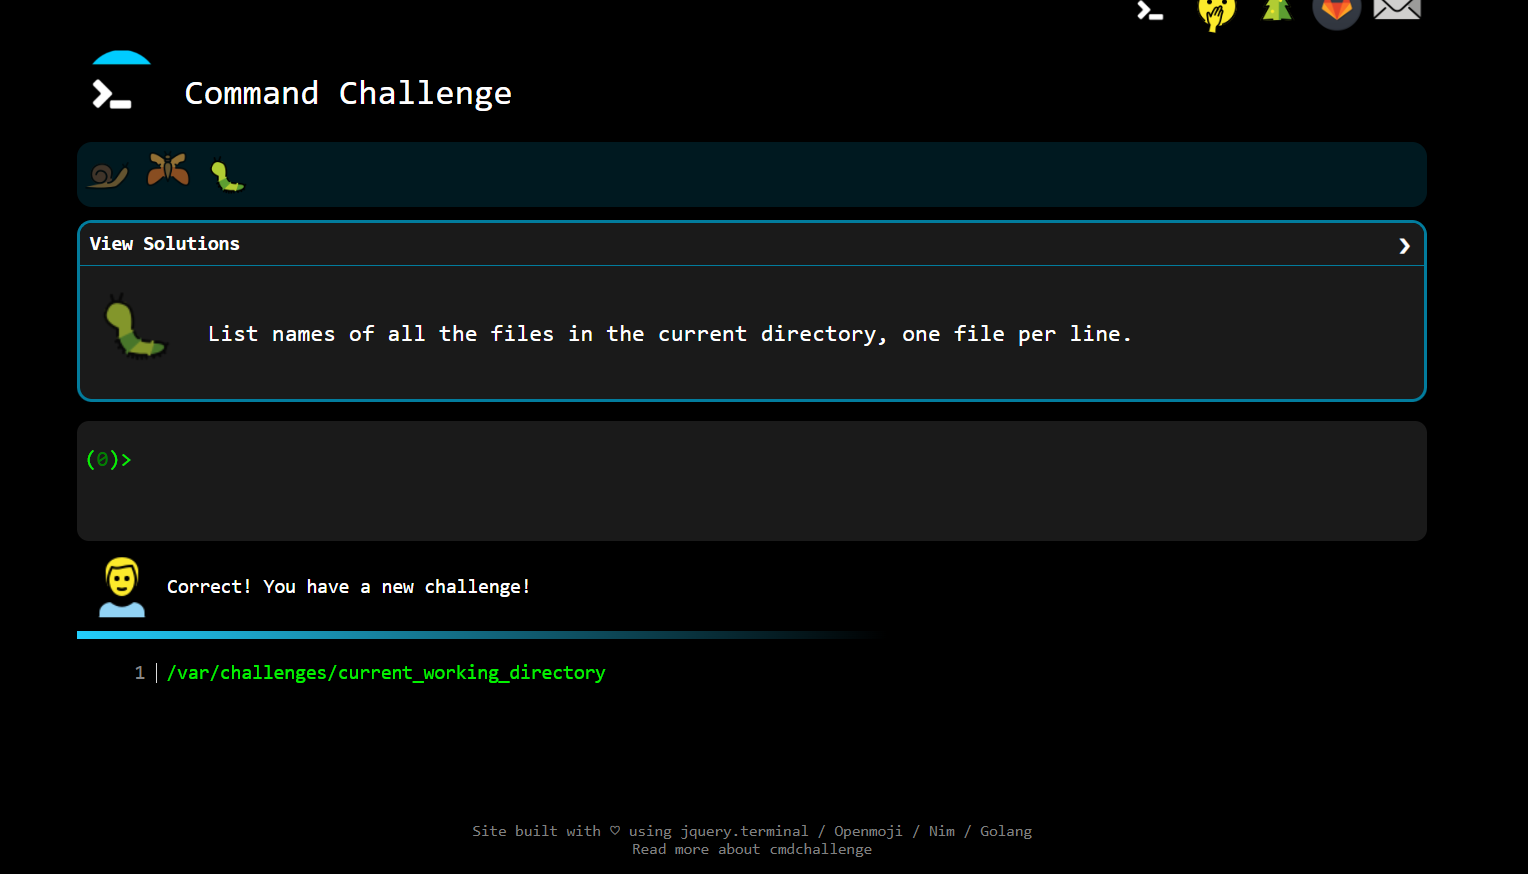 Command Challenge
View Solutions
List names of all the files in the current directory, one file per line.
(0)>
Correct! You have a new challenge!
1 /var/challenges/current_working_directory
Site built with ♡ using jquery.terminal / Openmoji / Nim / Golang
Read more about cmdchallenge